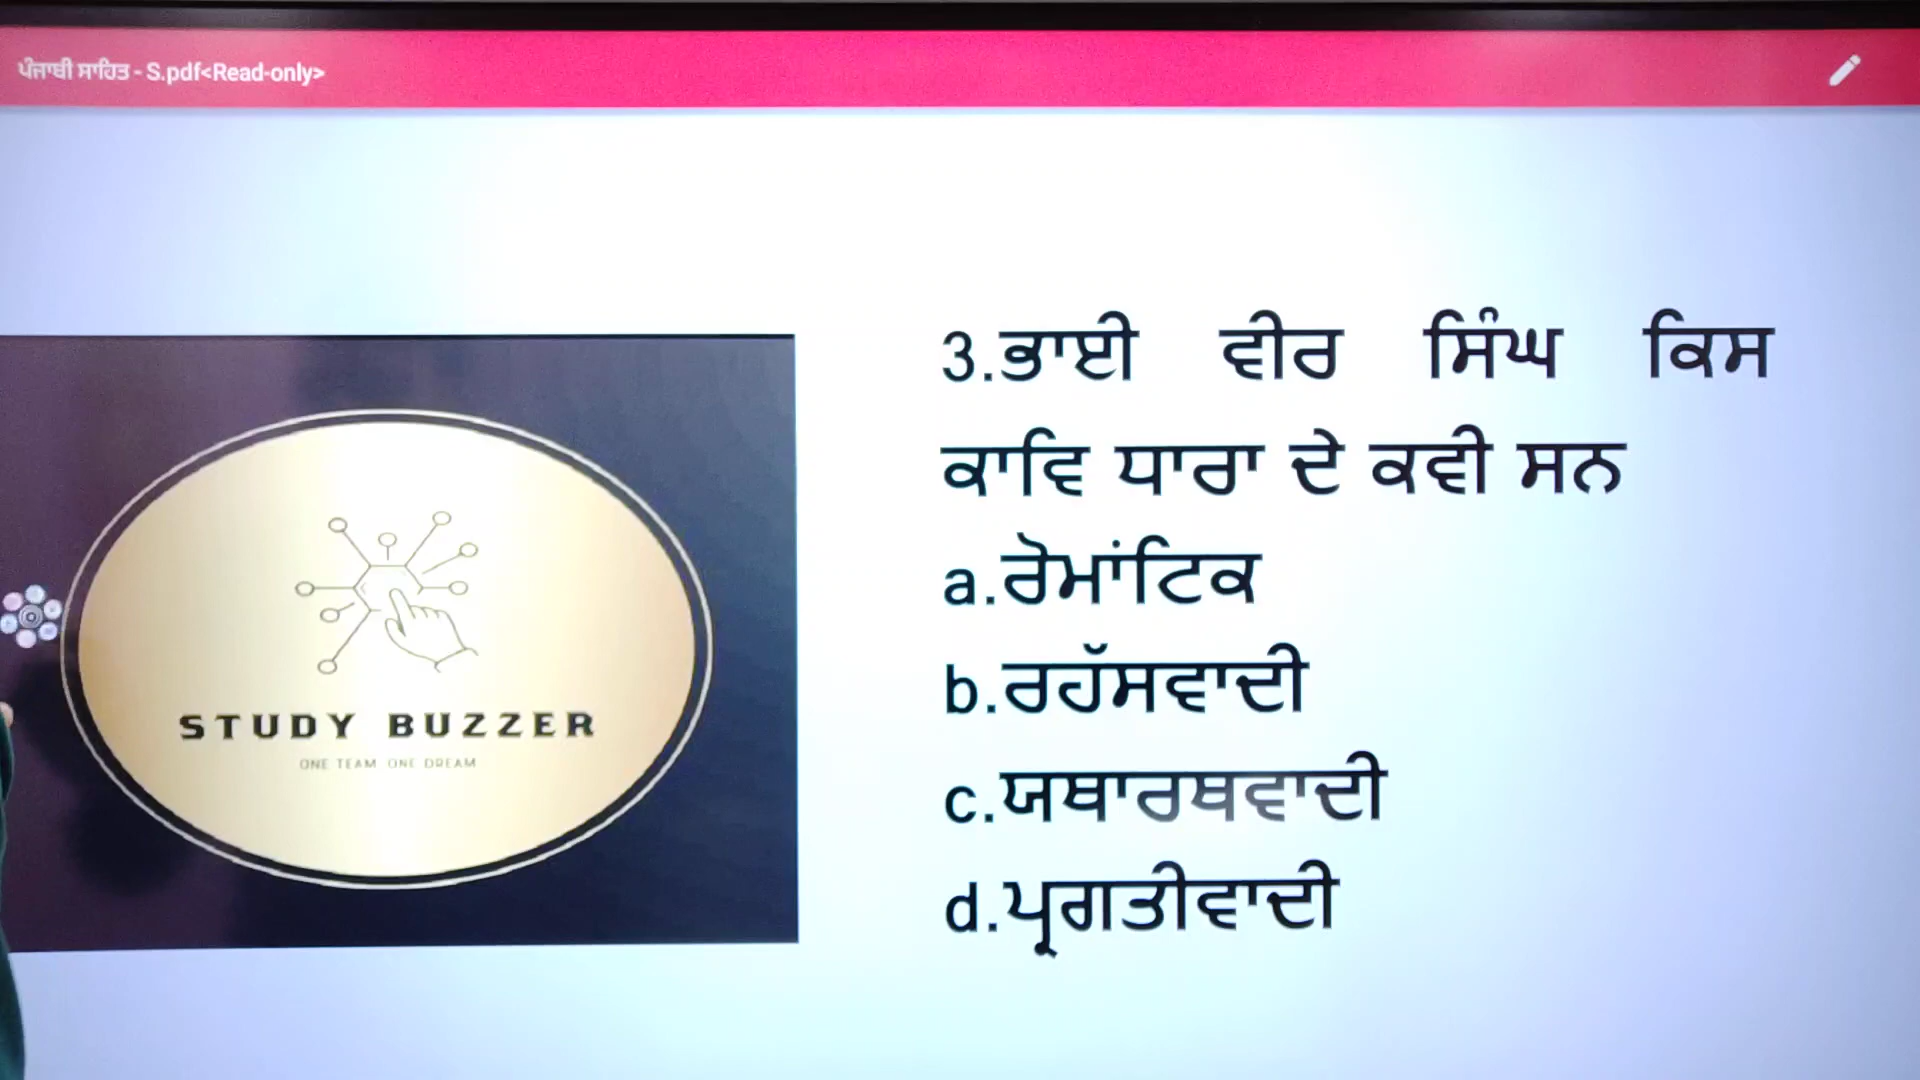 ਪੰਜਾਬੀ ਸਾਹਿਤ - S.pdf<Read-only>
3.ਭਾਈ ਵੀਰ ਸਿੰਘ ਕਿਸ
ਕਾਵਿ ਧਾਰਾ ਦੇ ਕਵੀ ਸਨ
a.ਰੋਮਾਂਟਿਕ
b.ਰਹੱਸਵਾਦੀ
c.ਯਥਾਰਥਵਾਦੀ
d.ਪ੍ਰਗਤੀਵਾਦੀ
STUDY BUZZER
ONE TEAM ONE DREAM